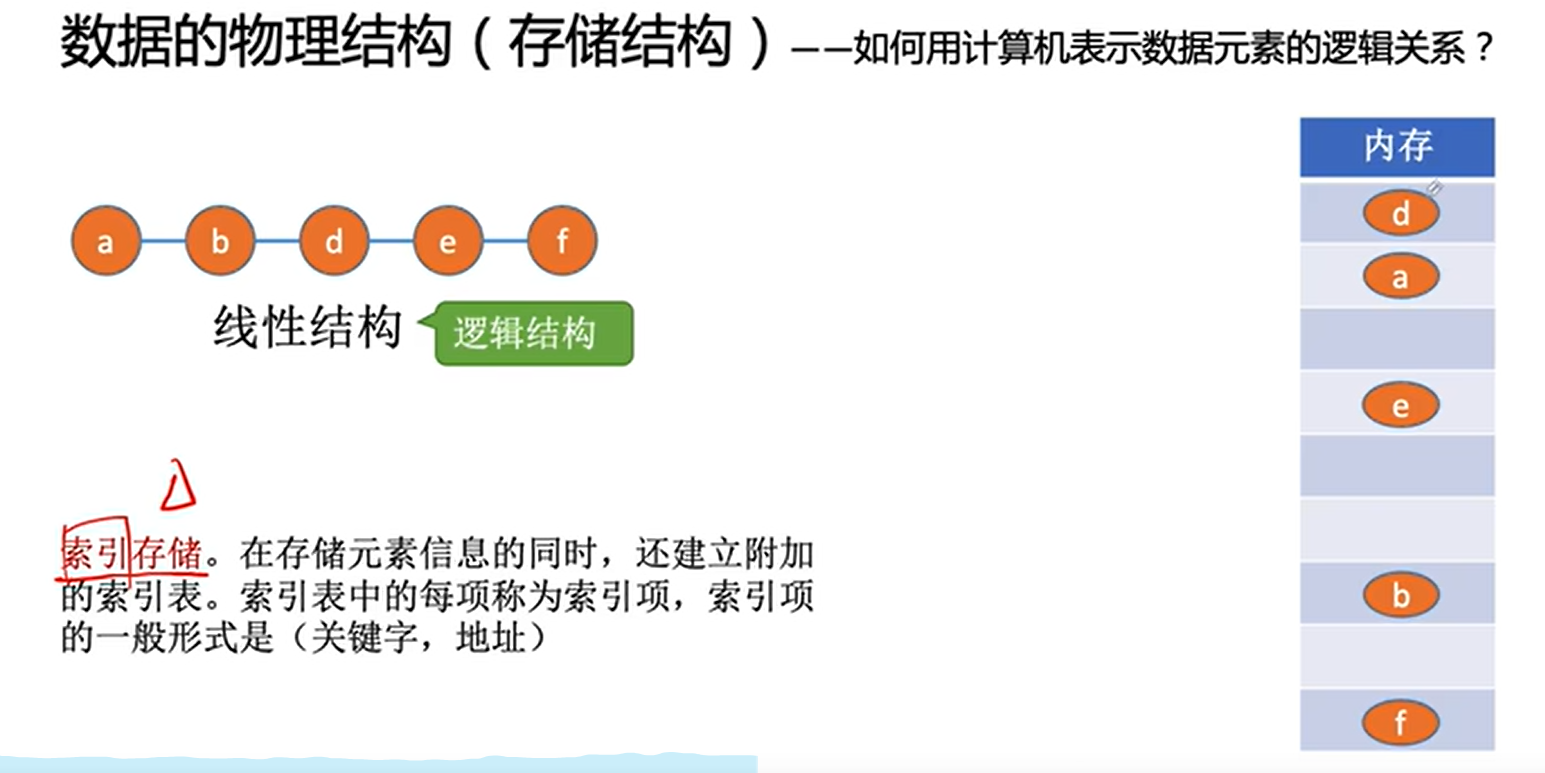 数据的物理结构（存储结构）——如何用计算机表示数据元素的逻辑关系？
内存
d
a
e
b
f
a b d e f
线性结构
逻辑结构
索引存储。在存储元素信息的同时，还建立附加
的索引表。索引表中的每项称为索引项，索引项
的一般形式是（关键字，地址）